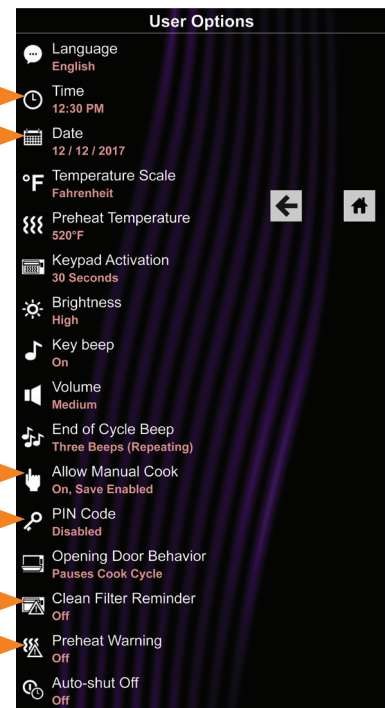 User Options
Language
English
Time
12:30 PM
Date
12 / 12 / 2017
°F
Temperature Scale
Fahrenheit
Preheat Temperature
520°F
Keypad Activation
30 Seconds
Brightness
High
Key beep
On
Volume
Medium
End of Cycle Beep
Three Beeps (Repeating)
Allow Manual Cook
On, Save Enabled
PIN Code
Disabled
Opening Door Behavior
Pauses Cook Cycle
Clean Filter Reminder
Off
Preheat Warning
Off
Auto-shut Off
Off